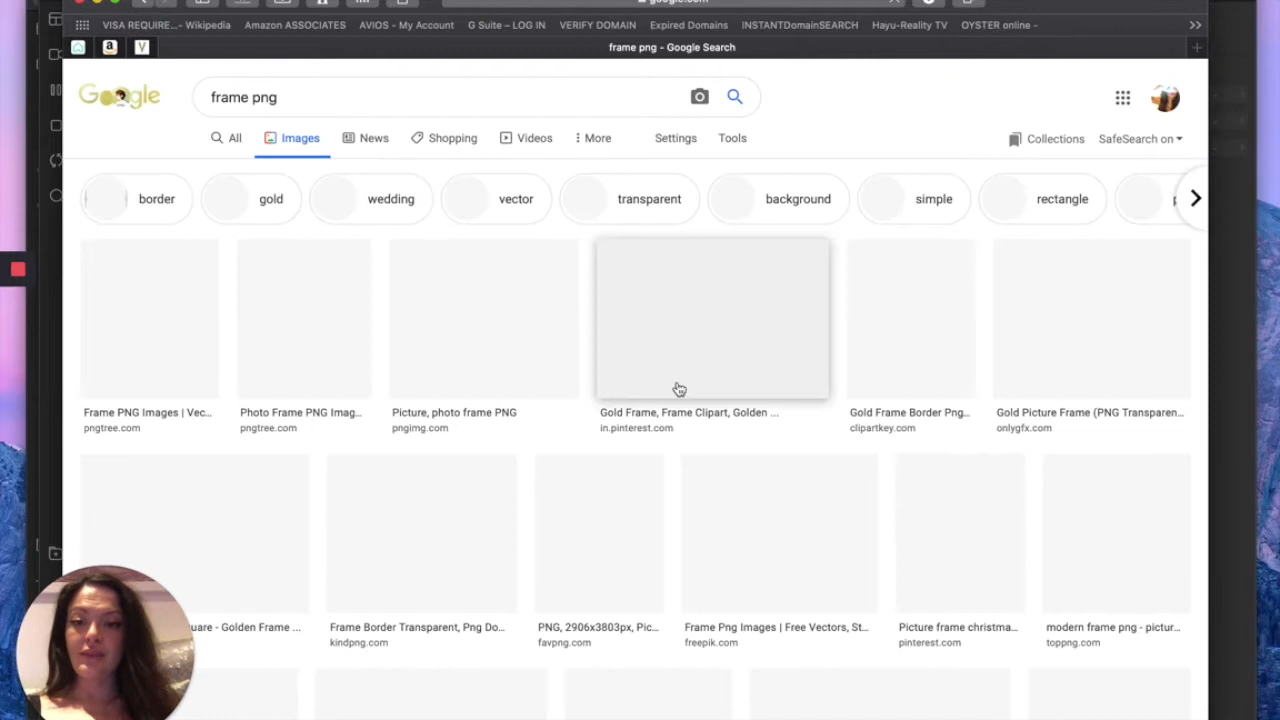 google.com
VISA REQUIRE...- Wikipedia Amazon ASSOCIATES AVIOS - My Account G Suite – LOG IN VERIFY DOMAIN Expired Domains INSTANTDomainSEARCH Hayu-Reality TV OYSTER online -
frame png - Google Search
Google frame png
All Images News Shopping Videos More Settings Tools Collections SafeSearch on
border gold wedding vector transparent background simple rectangle
Frame PNG Images | Vec... Photo Frame PNG Imag... Picture, photo frame PNG Gold Frame, Frame Clipart, Golden ... Gold Frame Border Png... Gold Picture Frame (PNG Transparen...
pngtree.com pngtree.com pngimg.com in.pinterest.com clipartkey.com onlygfx.com
uare - Golden Frame ... Frame Border Transparent, Png Do... PNG, 2906x3803px, Pic... Frame Png Images | Free Vectors, St... Picture frame christma... modern frame png - pictur...
kindpng.com favpng.com freepik.com pinterest.com toppng.com